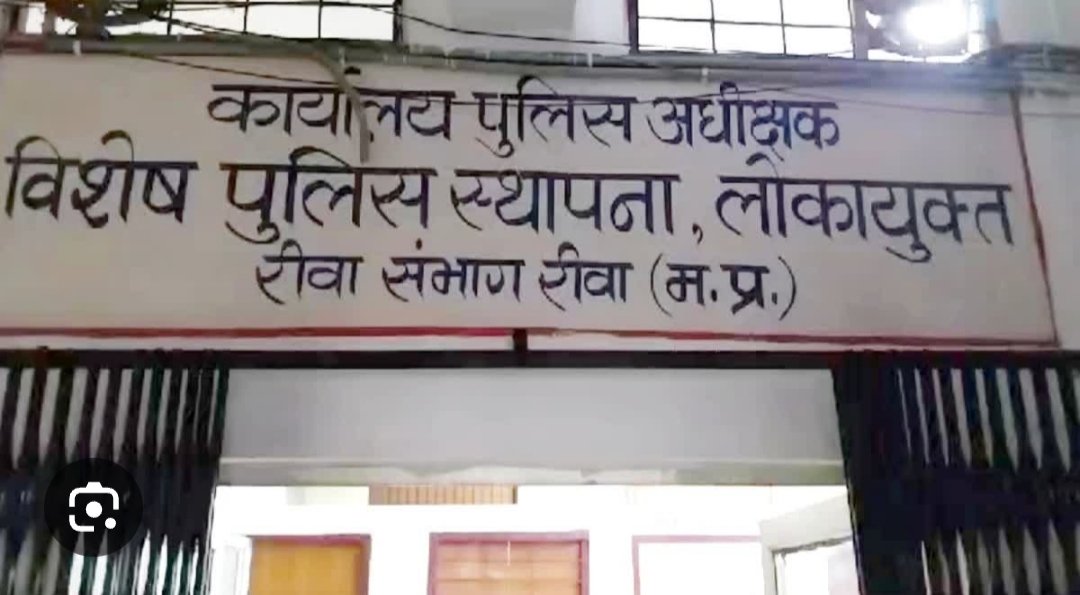 कार्यालय पुलिस अधीक्षक
विशेष पुलिस स्थापना, लोकायुक्त
रीवा संभाग रीवा (म.प्र.)